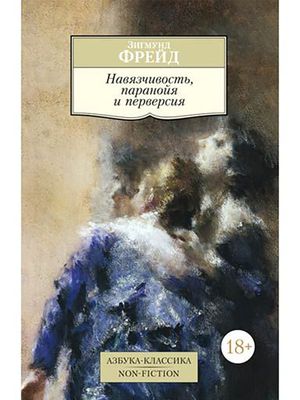 ЗИГМУНД
ФРЕЙД
Навязчивость,
паранойя
и перверсия
18+
АЗБУКА-КЛАССИКА
NON-FICTION